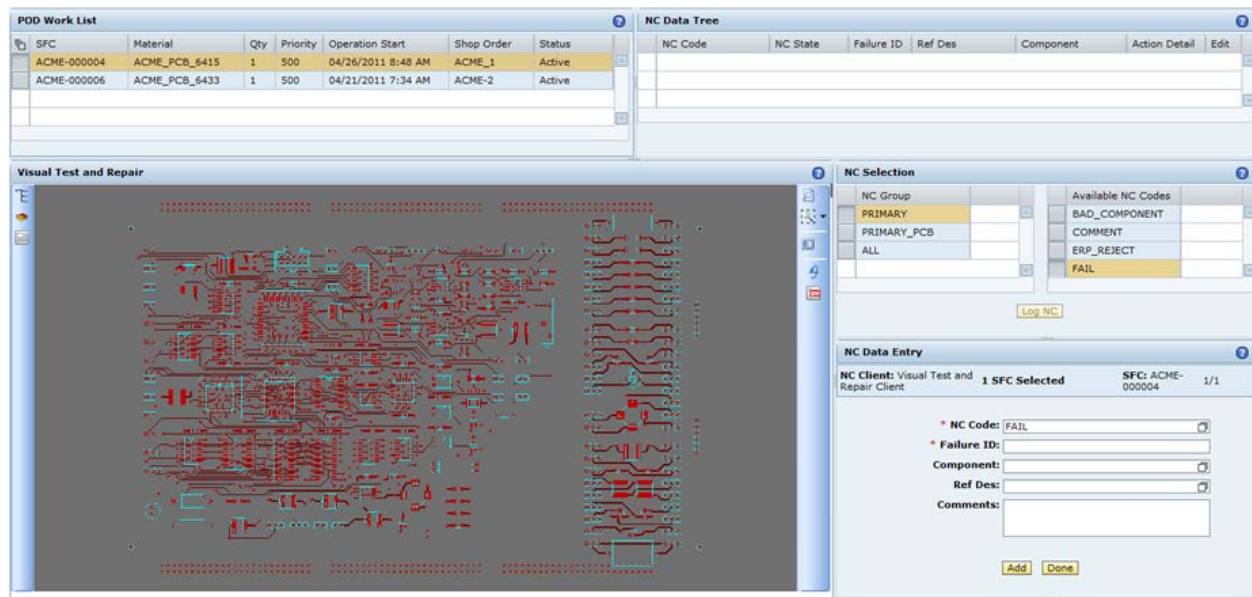 POD Work List
SFC Material Qty Priority Operation Start Shop Order Status
ACME-000004 ACME_PCB_6415 1 500 04/26/2011 8:48 AM ACME_1 Active
ACME-000006 ACME_PCB_6433 1 500 04/21/2011 7:34 AM ACME-2 Active
NC Data Tree
NC Code NC State Failure ID Ref Des Component Action Detail Edit
Visual Test and Repair
NC Selection
NC Group
PRIMARY
PRIMARY_PCB
ALL
Available NC Codes
BAD_COMPONENT
COMMENT
ERP_REJECT
FAIL
Log NC
NC Data Entry
NC Client: Visual Test and
Repair Client
1 SFC Selected
SFC: ACME-
000004
1/1
* NC Code: FAIL
* Failure ID:
Component:
Ref Des:
Comments:
Add Done